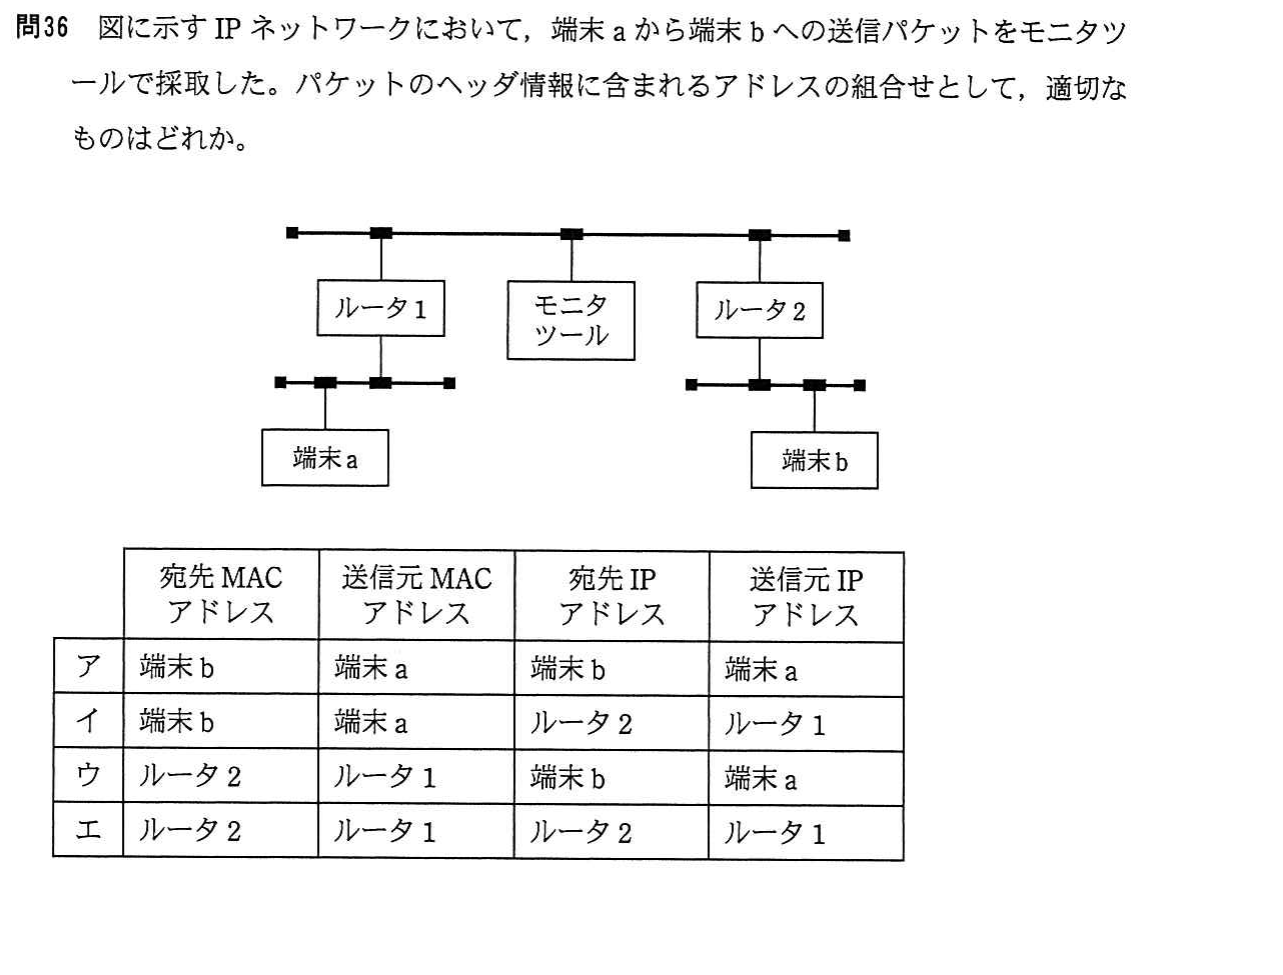 問36 図に示す IP ネットワークにおいて，端末 a から端末 b への送信パケットをモニタツ
ールで採取した。パケットのヘッダ情報に含まれるアドレスの組合せとして，適切な
ものはどれか。
ルータ1
モニタ
ツール
ルータ2
端末a
端末b
宛先 MAC
アドレス
送信元 MAC
アドレス
宛先 IP
アドレス
送信元 IP
アドレス
ア 端末 b 端末 a 端末 b 端末 a
イ 端末 b 端末 a ルータ 2 ルータ 1
ウ ルータ 2 ルータ 1 端末 b 端末 a
エ ルータ 2 ルータ 1 ルータ 2 ルータ 1